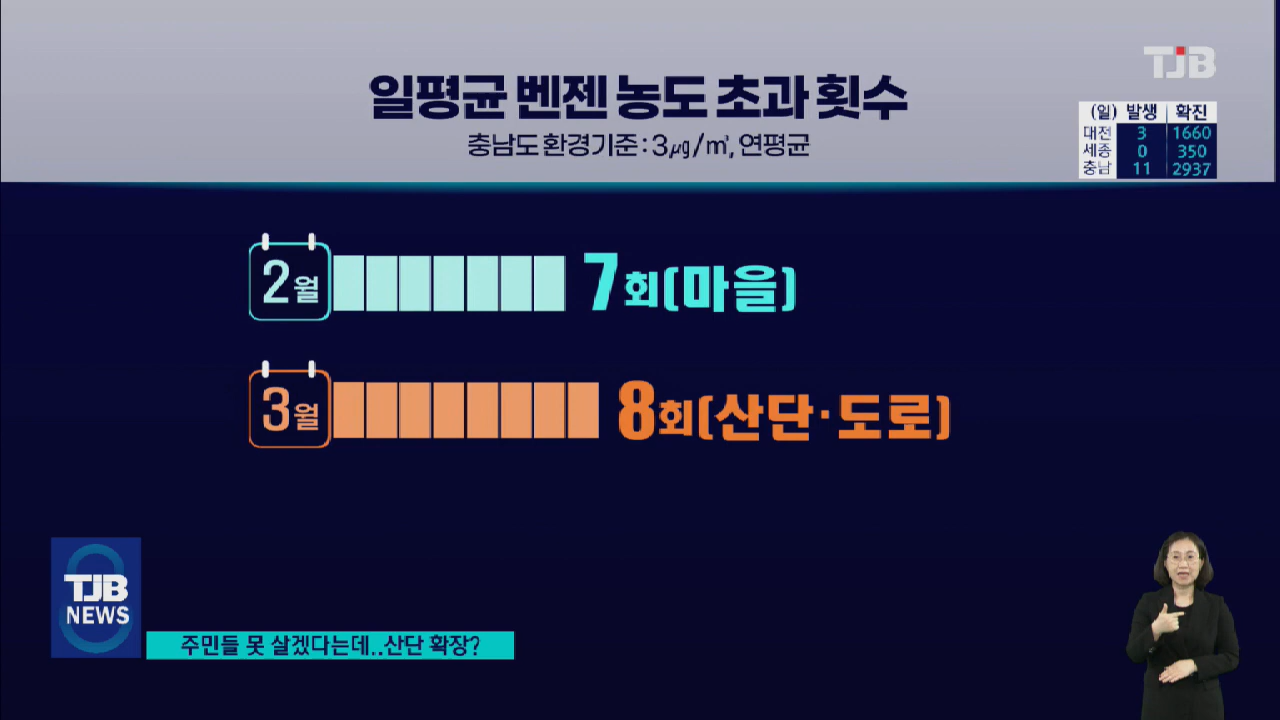 TJB
일평균 벤젠 농도 초과 횟수
충남도 환경기준 : 3㎍/㎥, 연평균
(일) 발생 확진
대전 3 1660
세종 0 350
충남 11 2937
2월 7회(마을)
3월 8회(산단·도로)
8
TJB
NEWS
주민들 못 살겠다는데..산단 확장?